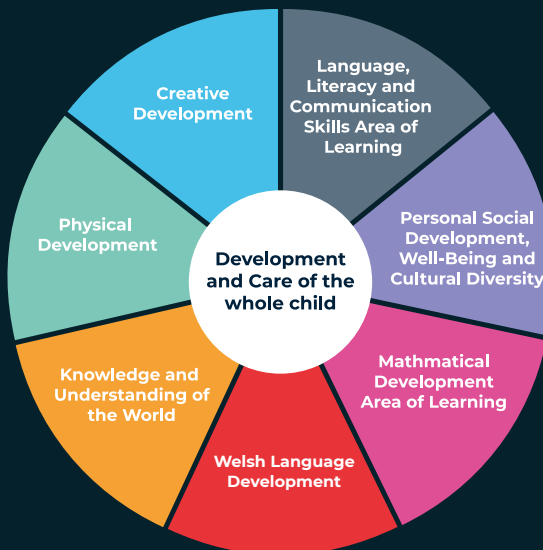 Language,
Literacy and
Communication
Skills Area of
Learning
Personal Social
Development,
Well-Being and
Cultural Diversity
Mathmatical
Development
Area of Learning
Welsh Language
Development
Knowledge and
Understanding of
the World
Physical
Development
Creative
Development
Development
and Care of the
whole child